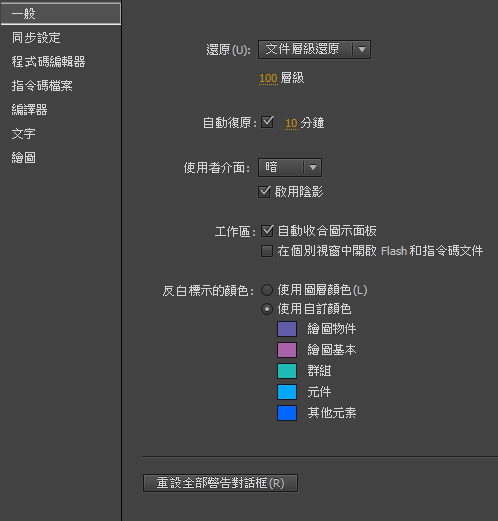 一般
同步設定
程式碼編輯器
指令碼檔案
編譯器
文字
繪圖
還原(U): 文件層級還原
100 層級
自動復原: 10 分鐘
使用者介面: 暗
啟用陰影
工作區: 自動收合圖示面板
在個別視窗中開啟 Flash 和指令碼文件
反白標示的顏色: 使用圖層顏色(L)
使用自訂顏色
繪圖物件
繪圖基本
群組
元件
其他元素
重設全部警告對話框(R)